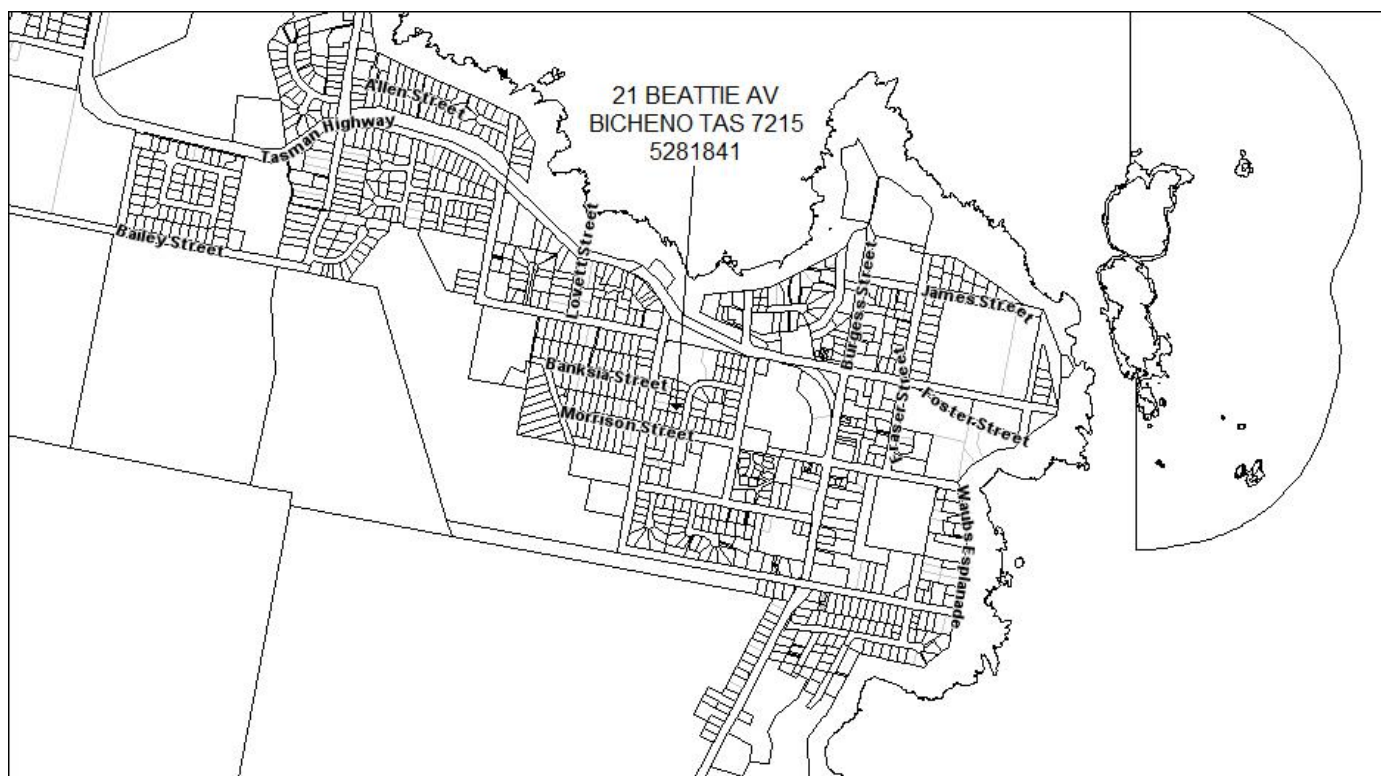 21 BEATTIE AV
BICHENO TAS 7215
5281841
Allen Street
Tasman Highway
Bailey Street
Lovett Street
Burgess Street
James Street
Banksia Street
Fraser Street
Foster Street
Morrison Street
Waubs Esplanade